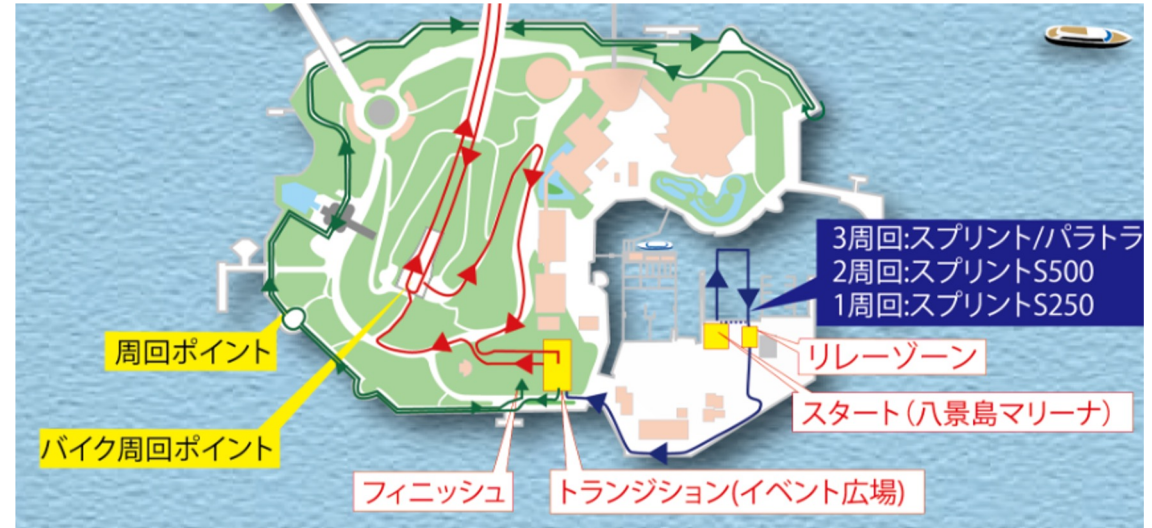 3周回:スプリント/パラトラ
2周回:スプリントS500
1周回:スプリントS250
リレーゾーン
周回ポイント
スタート(八景島マリーナ)
バイク周回ポイント
フィニッシュ
トランジション(イベント広場)